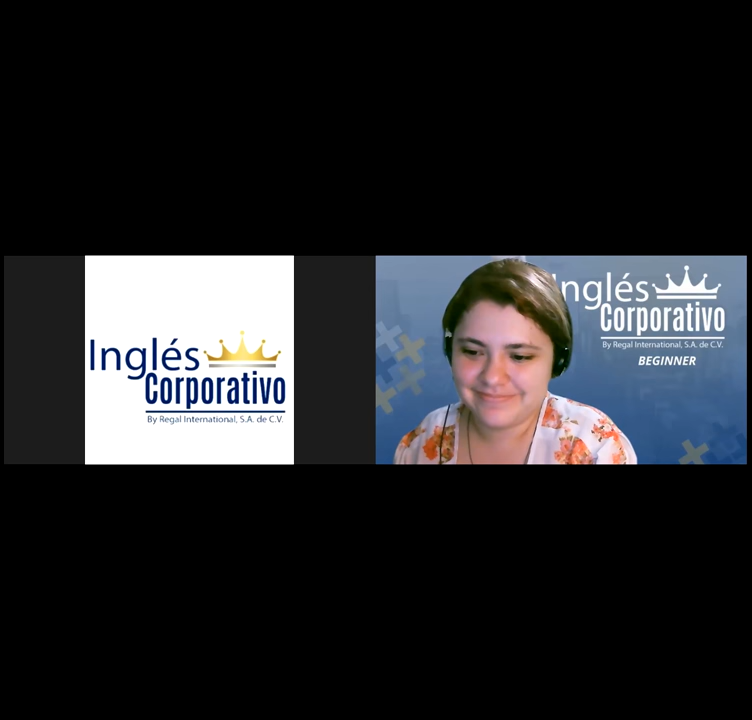 Inglés
Corporativo
By Regal International, S.A. de C.V.
Inglés
Corporativo
By Regal International, S.A. de C.V.
BEGINNER